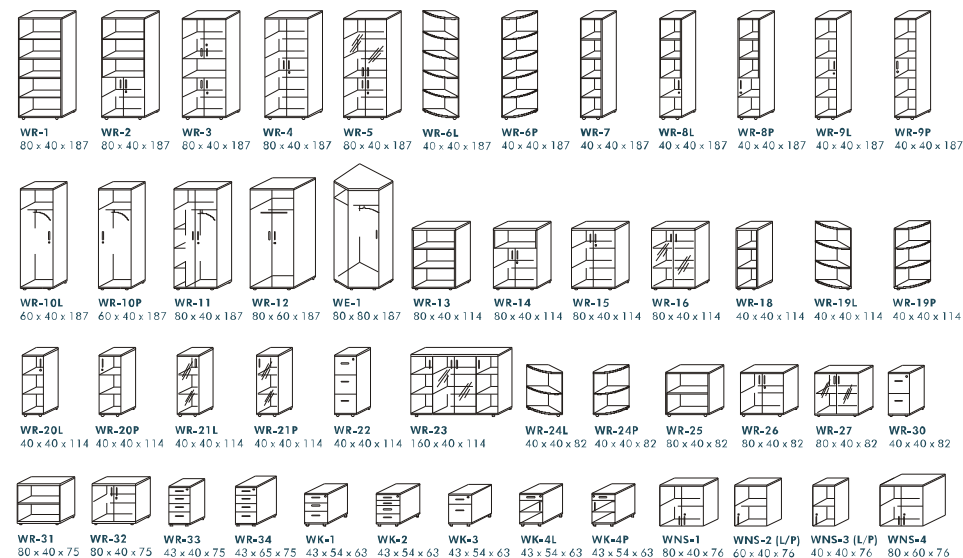 WR-1 WR-2 WR-3 WR-4 WR-5 WR-6L WR-6P WR-7 WR-8L WR-8P WR-9L WR-9P
80 x 40 x 187 80 x 40 x 187 80 x 40 x 187 80 x 40 x 187 80 x 40 x 187 40 x 40 x 187 40 x 40 x 187 40 x 40 x 187 40 x 40 x 187 40 x 40 x 187 40 x 40 x 187 40 x 40 x 187
WR-10L WR-10P WR-11 WR-12 WE-1 WR-13 WR-14 WR-15 WR-16 WR-18 WR-19L WR-19P
60 x 40 x 187 60 x 40 x 187 80 x 40 x 187 80 x 60 x 187 80 x 80 x 187 80 x 40 x 114 80 x 40 x 114 80 x 40 x 114 80 x 40 x 114 40 x 40 x 114 40 x 40 x 114 40 x 40 x 114
WR-20L WR-20P WR-21L WR-21P WR-22 WR-23 WR-24L WR-24P WR-25 WR-26 WR-27 WR-30
40 x 40 x 114 40 x 40 x 114 40 x 40 x 114 40 x 40 x 114 40 x 40 x 114 160 x 40 x 114 40 x 40 x 82 40 x 40 x 82 80 x 40 x 82 80 x 40 x 82 80 x 40 x 82 40 x 40 x 82
WR-31 WR-32 WR-33 WR-34 WK-1 WK-2 WK-3 WK-4L WK-4P WNS-1 WNS-2 (L/P) WNS-3 (L/P) WNS-4
80 x 40 x 75 80 x 40 x 75 43 x 40 x 75 43 x 65 x 75 43 x 54 x 63 43 x 54 x 63 43 x 54 x 63 43 x 54 x 63 43 x 54 x 63 80 x 40 x 76 60 x 40 x 76 40 x 40 x 76 80 x 60 x 76